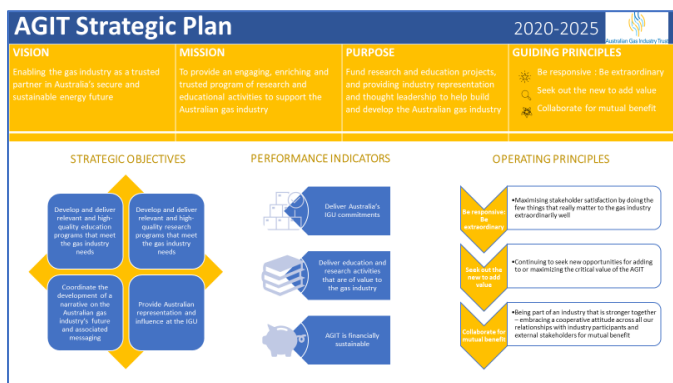 AGIT Strategic Plan
2020-2025
Australian Gas Industry Trust
VISION
Enabling the gas industry as a trusted
partner in Australia's secure and
sustainable energy future
MISSION
To provide an engaging, enriching and
trusted program of research and
educational activities to support the
Australian gas industry
PURPOSE
Fund research and education projects,
and providing industry representation
and thought leadership to help build
and develop the Australian gas industry
GUIDING PRINCIPLES
Be responsive : Be extraordinary
Seek out the new to add value
Collaborate for mutual benefit
STRATEGIC OBJECTIVES
Develop and deliver
relevant and high-
quality education
programs that meet
the gas industry
needs
Develop and deliver
relevant and high-
quality research
programs that meet
the gas industry
needs
Coordinate the
development of a
narrative on the
Australian gas
industry's future
and associated
messaging
Provide Australian
representation and
influence at the IGU
PERFORMANCE INDICATORS
Deliver Australia's
IGU commitments
Deliver education and
research activities
that are of value to
the gas industry
AGIT is financially
sustainable
OPERATING PRINCIPLES
Be responsive:
Be
extraordinary
•Maximising stakeholder satisfaction by doing the
few things that really matter to the gas industry
extraordinarily well
Seek out the
new to add
value
•Continuing to seek new opportunities for adding
to or maximizing the critical value of the AGIT
Collaborate for
mutual benefit
•Being part of an industry that is stronger together
– embracing a cooperative attitude across all our
relationships with industry participants and
external stakeholders for mutual benefit